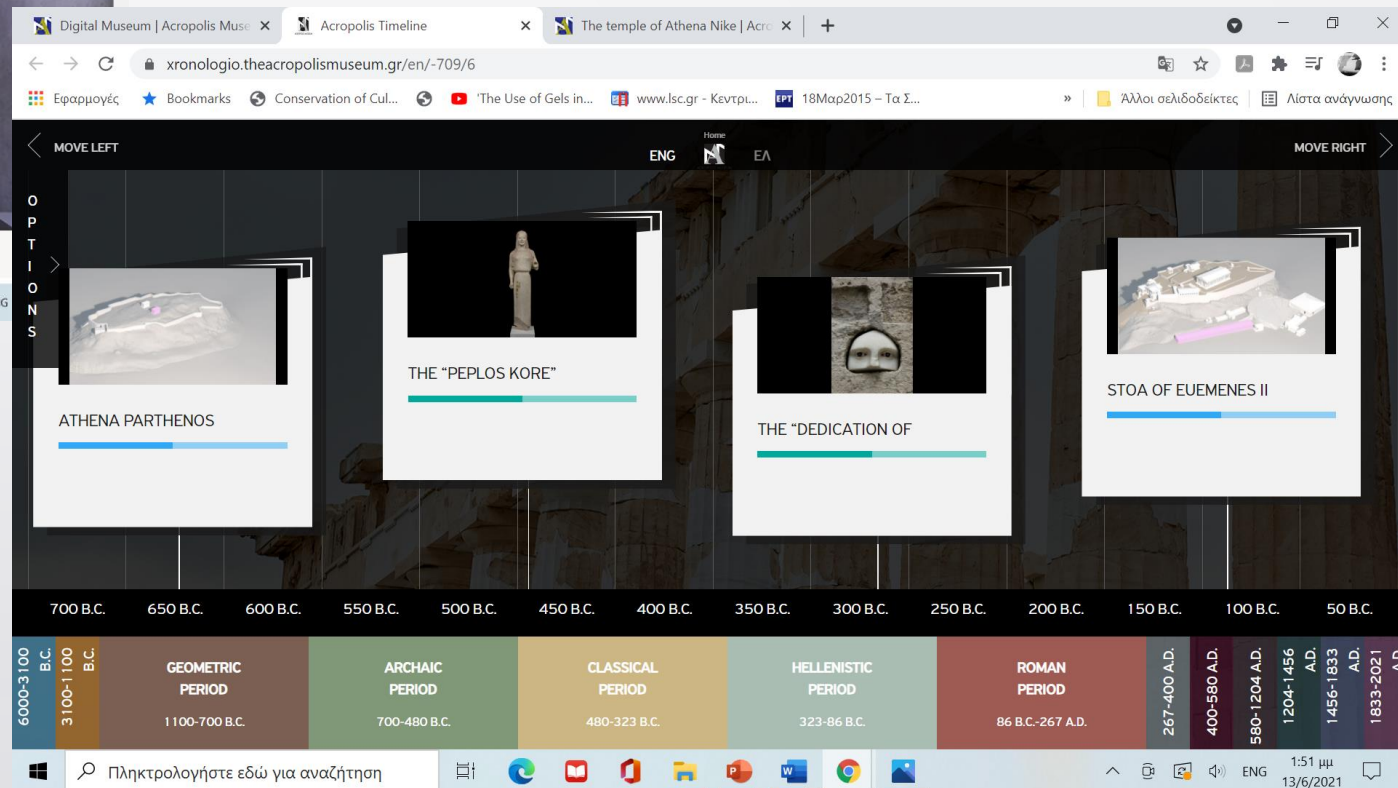 Digital Museum | Acropolis Muse
Acropolis Timeline
The temple of Athena Nike | Acro
xronologio.theacropolismuseum.gr/en/-709/6
Εφαρμογές
Bookmarks
Conservation of Cul...
'The Use of Gels in...
www.lsc.gr - Κεντρι...
ΕΡΤ
18Μαρ2015 – Τα Σ...
»
Άλλοι σελιδοδείκτες
Λίστα ανάγνωσης
MOVE LEFT
Home
ENG
ΕΛ
MOVE RIGHT
OPTIONS
G
ATHENA PARTHENOS
THE “PEPLOS KORE”
THE “DEDICATION OF
STOA OF EUEMENES II
700 B.C. 650 B.C. 600 B.C. 550 B.C. 500 B.C. 450 B.C. 400 B.C. 350 B.C. 300 B.C. 250 B.C. 200 B.C. 150 B.C. 100 B.C. 50 B.C.
6000-3100
B.C.
3100-1100
B.C.
GEOMETRIC
PERIOD
1100-700 B.C.
ARCHAIC
PERIOD
700-480 B.C.
CLASSICAL
PERIOD
480-323 B.C.
HELLENISTIC
PERIOD
323-86 B.C.
ROMAN
PERIOD
86 B.C.-267 A.D.
267-400 A.D.
400-580 A.D.
580-1204 A.D.
1204-1456
A.D.
1456-1833
A.D.
1833-2021
Πληκτρολογήστε εδώ για αναζήτηση
ENG
1:51 μμ
13/6/2021